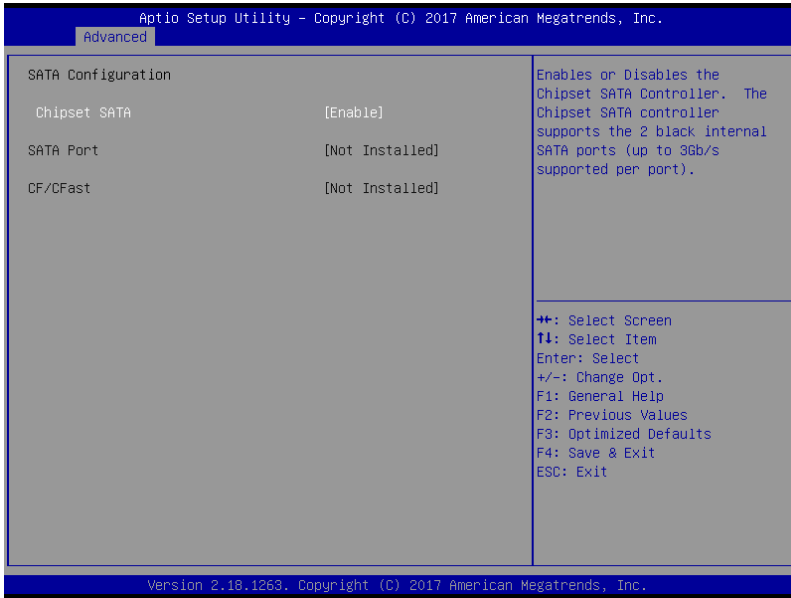 Aptio Setup Utility – Copyright (C) 2017 American Megatrends, Inc.
Advanced
SATA Configuration
Chipset SATA [Enable]
SATA Port [Not Installed]
CF/CFast [Not Installed]
Enables or Disables the
Chipset SATA Controller. The
Chipset SATA controller
supports the 2 black internal
SATA ports (up to 3Gb/s
supported per port).
→←: Select Screen
↑↓: Select Item
Enter: Select
+/-: Change Opt.
F1: General Help
F2: Previous Values
F3: Optimized Defaults
F4: Save & Exit
ESC: Exit
Version 2.18.1263. Copyright (C) 2017 American Megatrends, Inc.